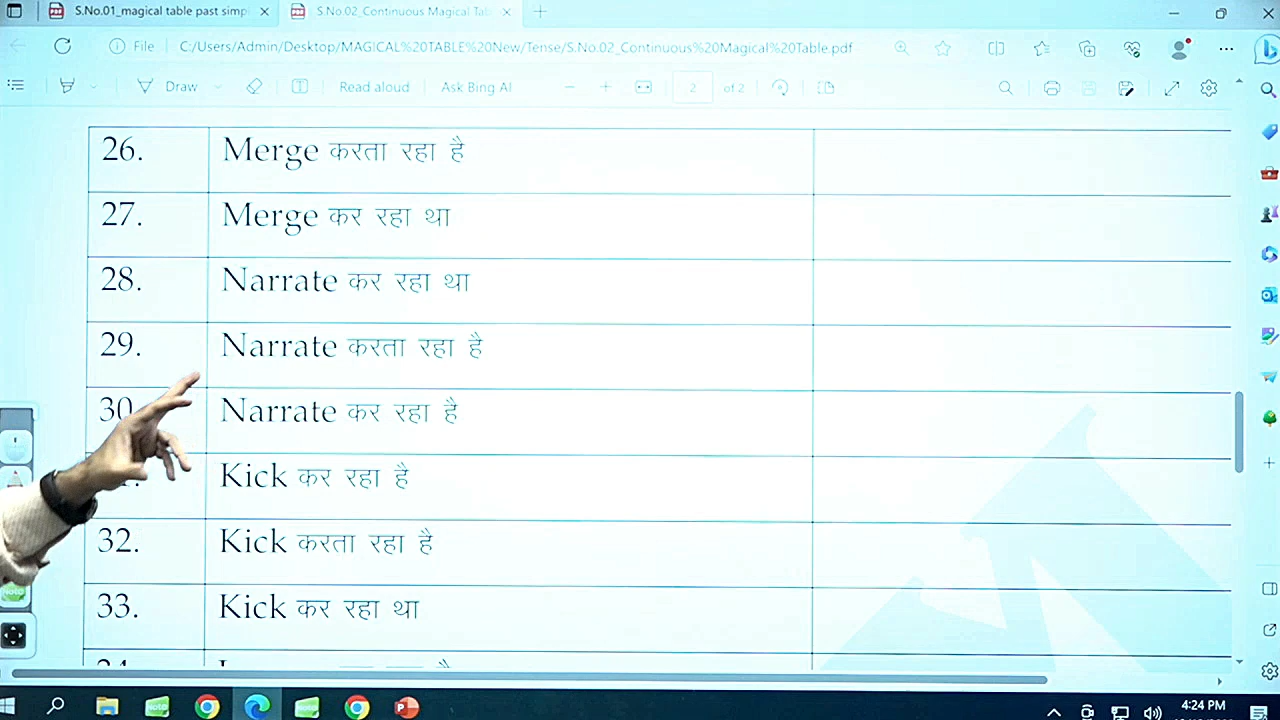 S.No.01_magical table past simpl
S.No.02_Continuous Magical Tab
File C:/Users/Admin/Desktop/MAGICAL%20TABLE%20New/Tense/S.No.02_Continuous%20Magical%20Table.pdf
Draw Read aloud Ask Bing AI 2 of 2
26. Merge करता रहा है
27. Merge कर रहा था
28. Narrate कर रहा था
29. Narrate करता रहा है
30. Narrate कर रहा है
Kick कर रहा है
32. Kick करता रहा है
33. Kick कर रहा था
4:24 PM